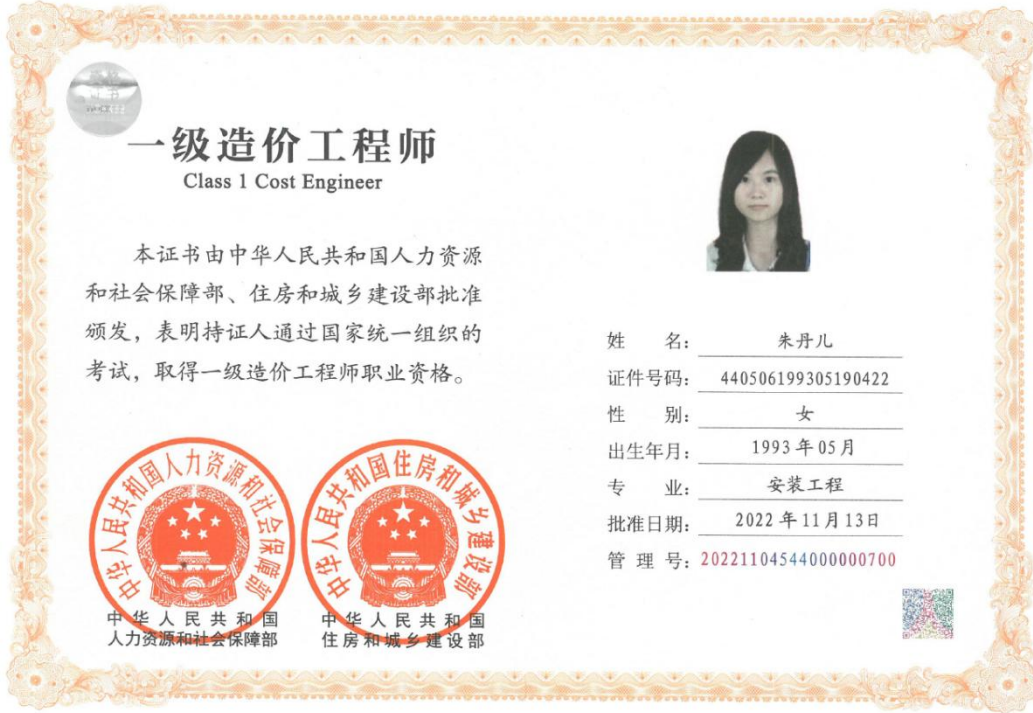 一级造价工程师
Class 1 Cost Engineer
本证书由中华人民共和国人力资源
和社会保障部、住房和城乡建设部批准
颁发，表明持证人通过国家统一组织的
考试，取得一级造价工程师职业资格。
中华人民共和国人力资源和社会保障部
中华人民共和国
人力资源和社会保障部
中华人民共和国住房和城乡建设部
中华人民共和国
住房和城乡建设部
姓 名：朱丹儿
证件号码：440506199305190422
性 别：女
出生年月：1993年05月
专 业：安装工程
批准日期：2022年11月13日
管 理 号：20221104544000000700